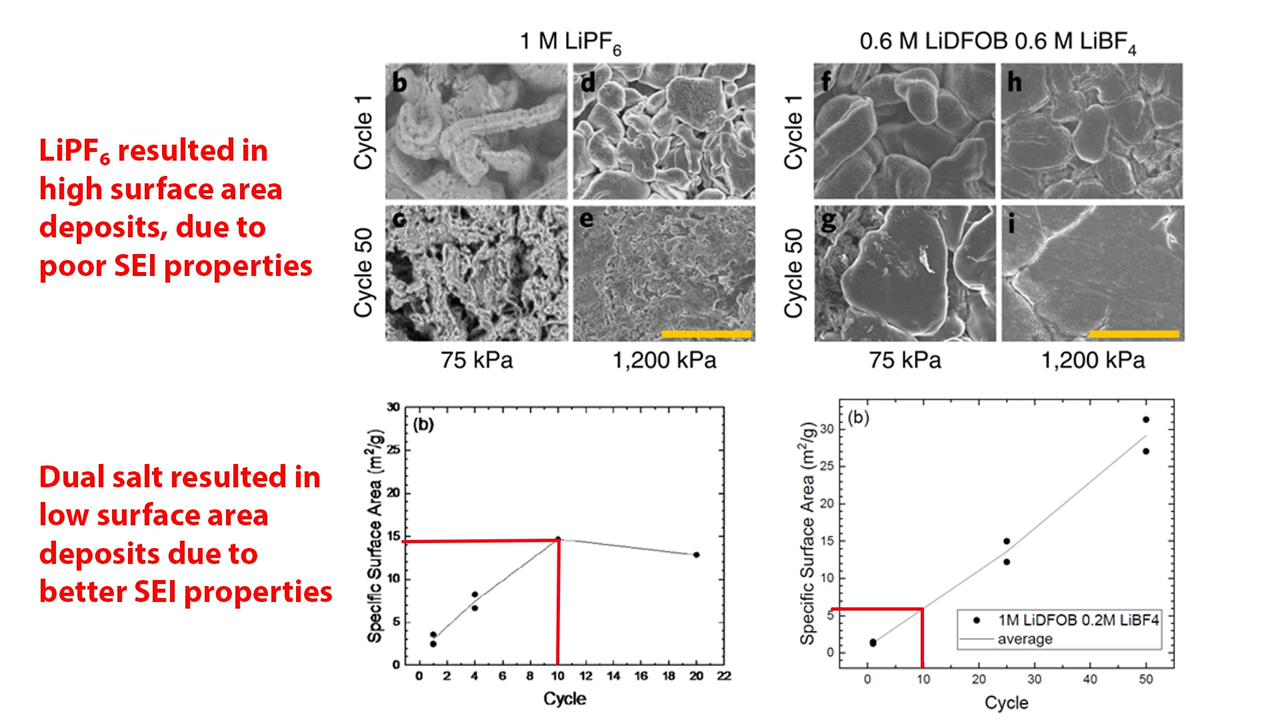 1 M LiPF₆
0.6 M LiDFOB 0.6 M LiBF₄
LiPF₆ resulted in
high surface area
deposits, due to
poor SEI properties
Cycle 1
b
d
Cycle 50
c
e
75 kPa
1,200 kPa
Cycle 1
f
h
Cycle 50
g
i
75 kPa
1,200 kPa
Dual salt resulted in
low surface area
deposits due to
better SEI properties
(b)
Specific Surface Area (m²/g)
30
25
20
15
10
5
0
0 2 4 6 8 10 12 14 16 18 20 22
Cycle
(b)
Specific Surface Area (m²/g)
30
25
20
15
10
5
0
1M LiDFOB 0.2M LiBF4
average
0 10 20 30 40 50
Cycle